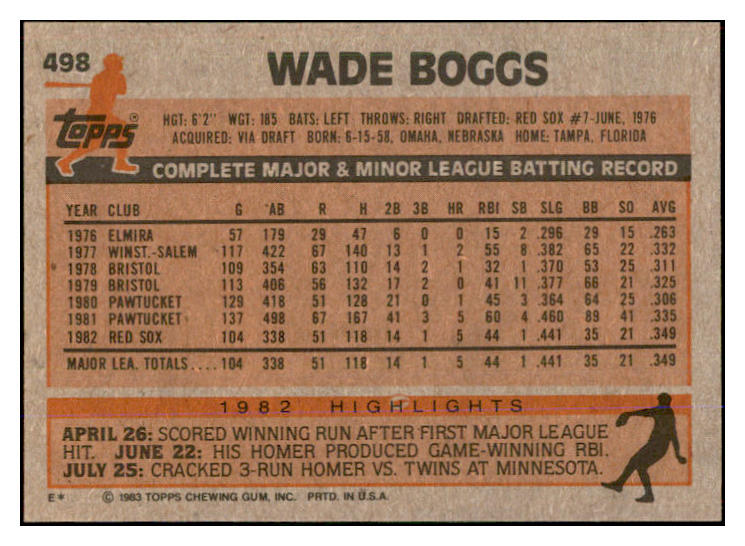 498 WADE BOGGS
Topps®
HGT: 6'2" WGT: 185 BATS: LEFT THROWS: RIGHT DRAFTED: RED SOX #7-JUNE, 1976
ACQUIRED: VIA DRAFT BORN: 6-15-58, OMAHA, NEBRASKA HOME: TAMPA, FLORIDA
COMPLETE MAJOR & MINOR LEAGUE BATTING RECORD
YEAR CLUB G AB R H 2B 3B HR RBI SB SLG BB SO AVG
1976 ELMIRA 57 179 29 47 6 0 0 15 2 .296 29 15 .263
1977 WINST.-SALEM 117 422 67 140 13 1 2 55 8 .382 65 22 .332
1978 BRISTOL 109 354 63 110 14 2 1 32 1 .370 53 25 .311
1979 BRISTOL 113 406 56 132 17 2 0 41 11 .377 66 21 .325
1980 PAWTUCKET 129 418 51 128 21 0 1 45 3 .364 64 25 .306
1981 PAWTUCKET 137 498 67 167 41 3 5 60 4 .460 89 41 .335
1982 RED SOX 104 338 51 118 14 1 5 44 1 .441 35 21 .349
MAJOR LEA. TOTALS.... 104 338 51 118 14 1 5 44 1 .441 35 21 .349
1982 HIGHLIGHTS
APRIL 26: SCORED WINNING RUN AFTER FIRST MAJOR LEAGUE
HIT. JUNE 22: HIS HOMER PRODUCED GAME-WINNING RBI.
JULY 25: CRACKED 3-RUN HOMER VS. TWINS AT MINNESOTA.
E* © 1983 TOPPS CHEWING GUM, INC. PRTD. IN U.S.A.